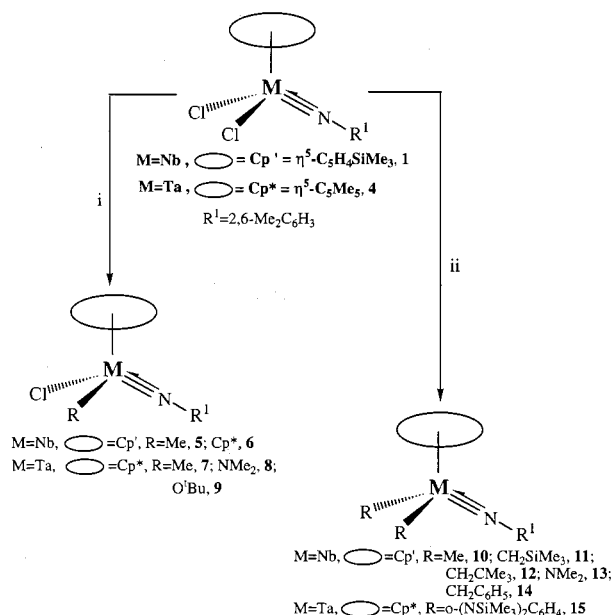 M
Cl
Cl
N
R¹
M=Nb , = Cp ' = η⁵-C₅H₄SiMe₃, 1
M=Ta , = Cp* = η⁵-C₅Me₅, 4
R¹=2,6-Me₂C₆H₃
i
ii
M
Cl
R
N
R¹
M=Nb, =Cp', R=Me, 5; Cp*, 6
M=Ta, =Cp*, R=Me, 7; NMe₂, 8;
OᵗBu, 9
M
R
R
N
R¹
M=Nb, =Cp', R=Me, 10; CH₂SiMe₃, 11;
CH₂CMe₃, 12; NMe₂, 13;
CH₂C₆H₅, 14
M=Ta, =Cp*, R=o-(NSiMe₃)₂C₆H₄, 15